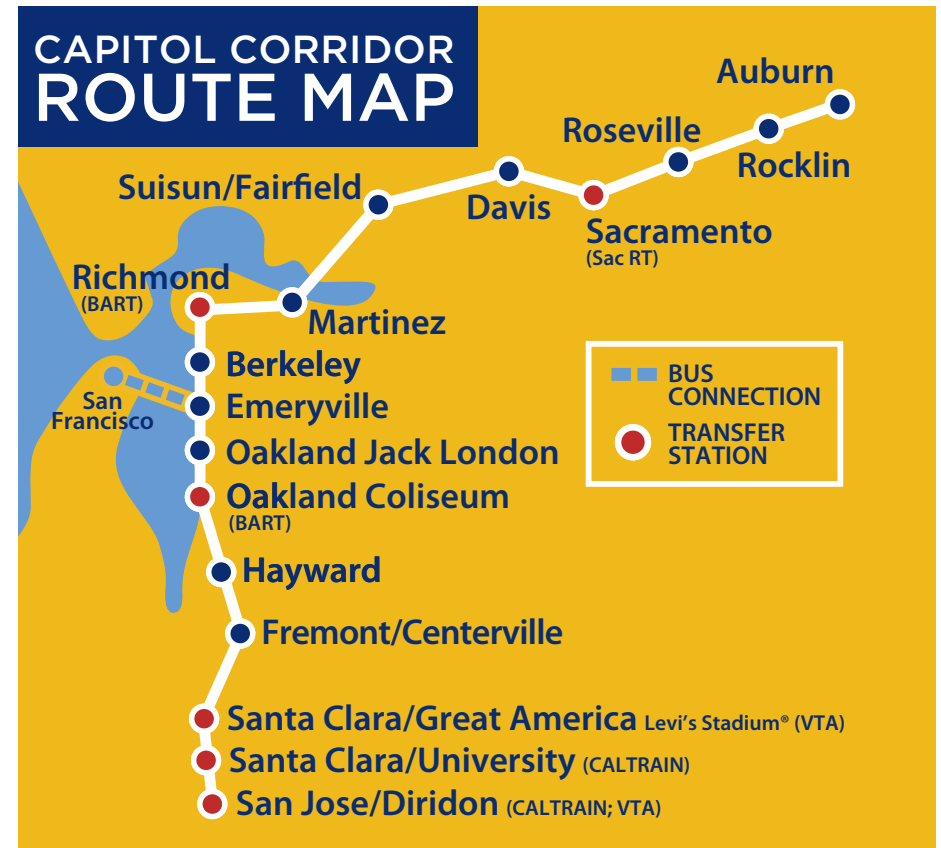 CAPITOL CORRIDOR
ROUTE MAP
Auburn
Roseville
Rocklin
Suisun/Fairfield
Davis
Sacramento
(Sac RT)
Richmond
(BART)
Martinez
Berkeley
San
Francisco
Emeryville
Oakland Jack London
Oakland Coliseum
(BART)
Hayward
Fremont/Centerville
Santa Clara/Great America Levi's Stadium® (VTA)
Santa Clara/University (CALTRAIN)
San Jose/Diridon (CALTRAIN; VTA)
BUS
CONNECTION
TRANSFER
STATION